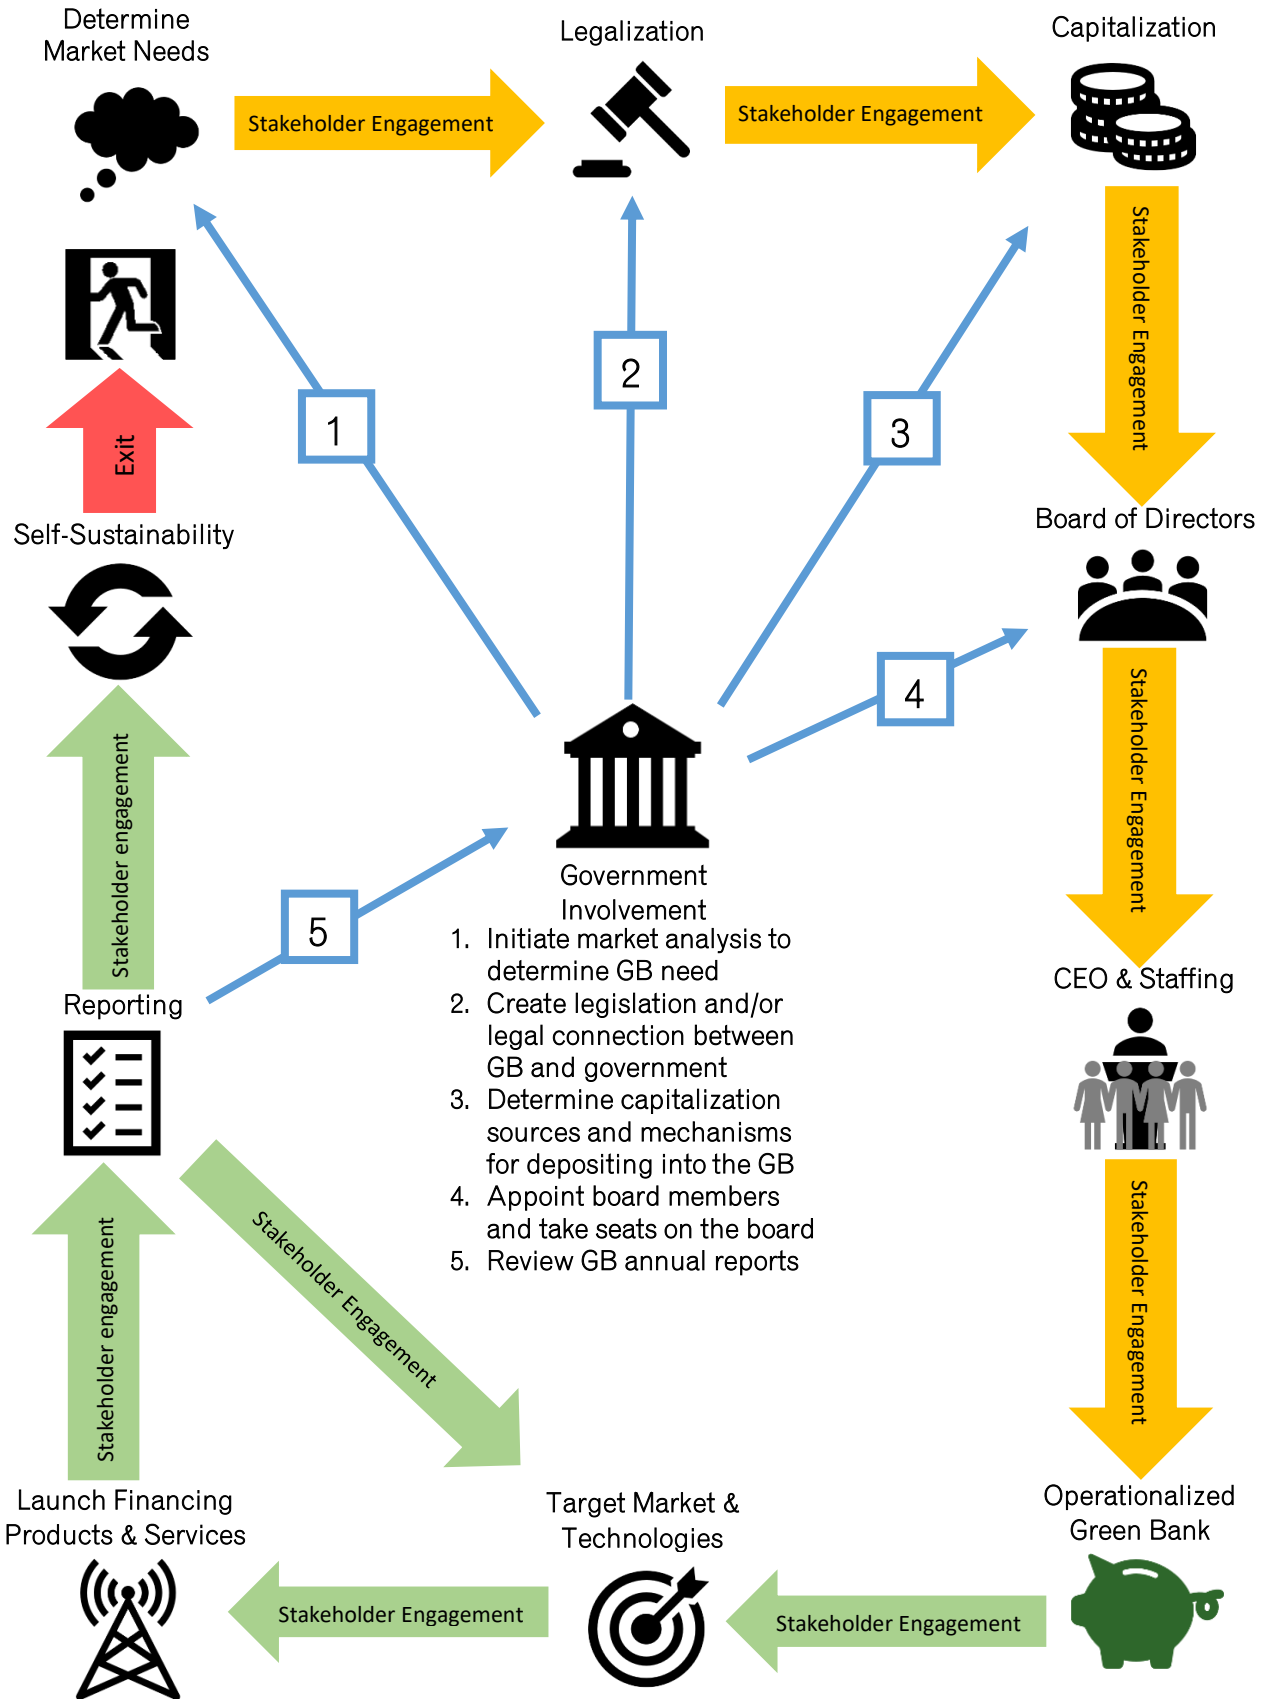 Determine
Market Needs
Legalization
Capitalization
Stakeholder Engagement
Stakeholder Engagement
Stakeholder Engagement
1
2
3
Exit
Self-Sustainability
Board of Directors
4
Stakeholder Engagement
Stakeholder engagement
5
Government
Involvement
1. Initiate market analysis to
determine GB need
2. Create legislation and/or
legal connection between
GB and government
3. Determine capitalization
sources and mechanisms
for depositing into the GB
4. Appoint board members
and take seats on the board
5. Review GB annual reports
Reporting
CEO & Staffing
Stakeholder Engagement
Stakeholder Engagement
Stakeholder engagement
Launch Financing
Products & Services
Target Market &
Technologies
Operationalized
Green Bank
Stakeholder Engagement
Stakeholder Engagement